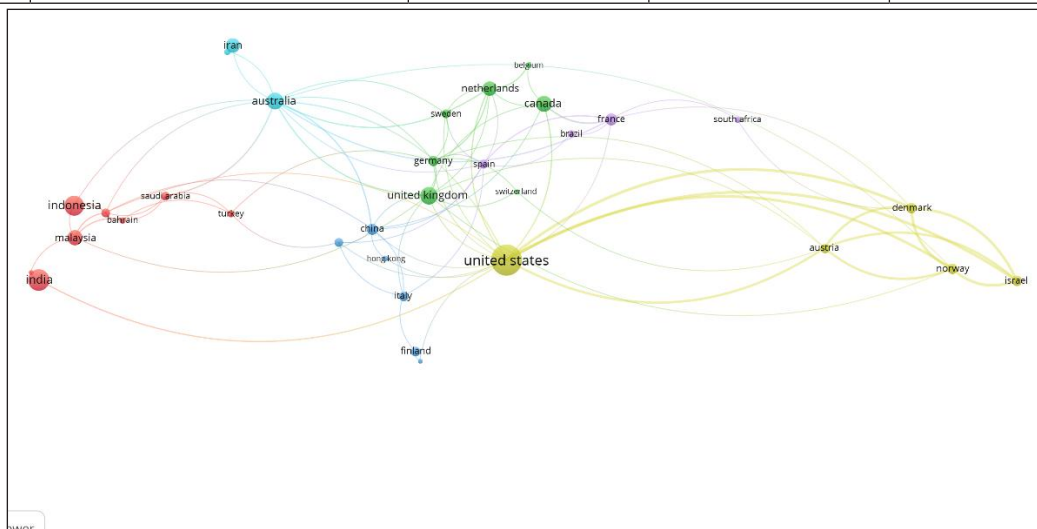 iran
belgium
netherlands
australia
canada
sweden
france
south africa
brazil
germany
spain
saudi arabia
united kingdom
switzerland
indonesia
denmark
bahrain
turkey
china
malaysia
austria
hong kong
united states
norway
india
israel
italy
finland